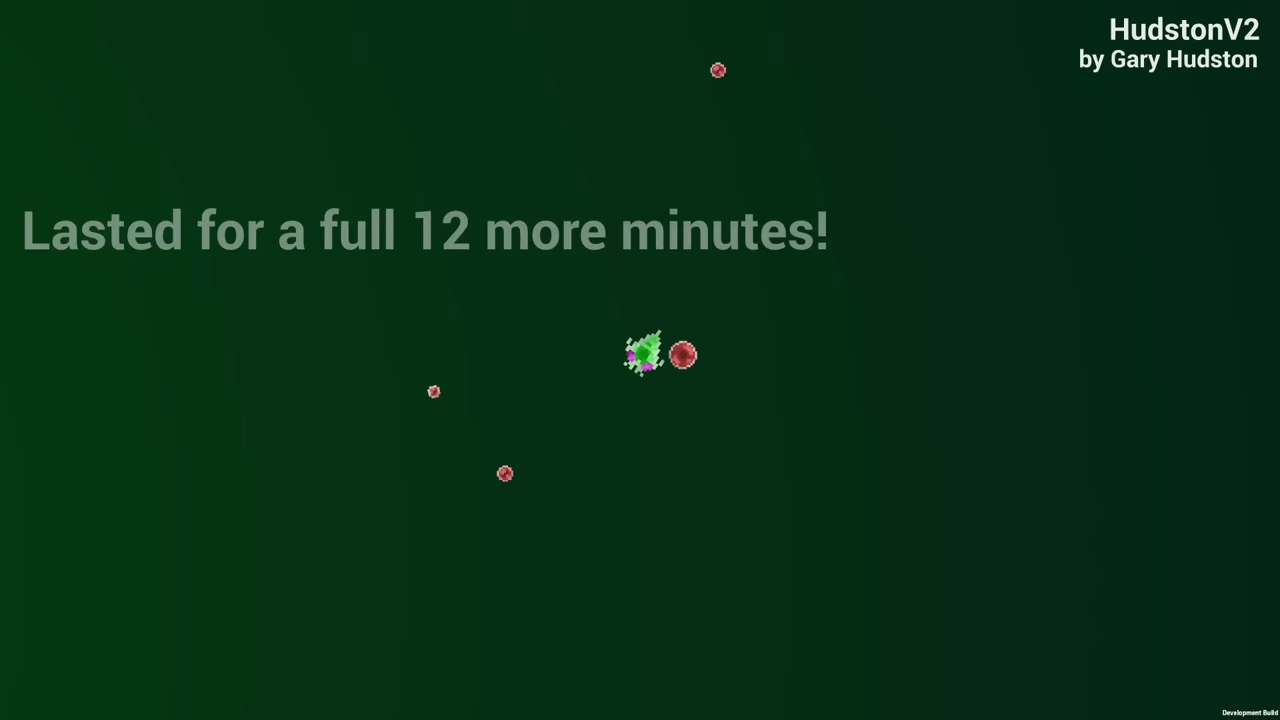 HudstonV2
by Gary Hudston
Lasted for a full 12 more minutes!
Development Build